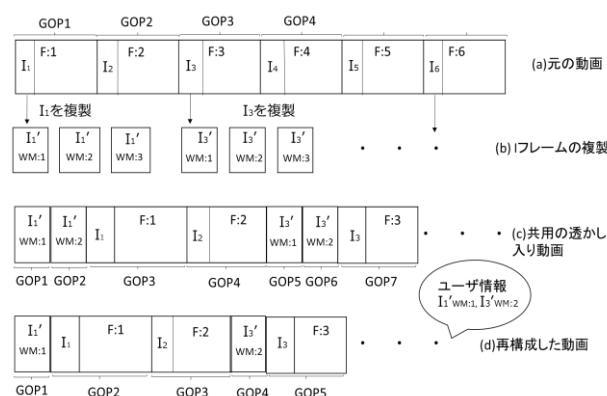 GOP1 GOP2 GOP3 GOP4
I₁ F:1 I₂ F:2 I₃ F:3 I₄ F:4 I₅ F:5 I₆ F:6
(a)元の動画
I₁を複製 I₃を複製
I₁′ I₁′ I₁′ I₃′ I₃′ I₃′
WM:1 WM:2 WM:3 WM:1 WM:2 WM:3
・ ・ ・
(b) Iフレームの複製
I₁′ I₁′ I₁ F:1 I₂ F:2 I₃′ I₃′ I₃ F:3
WM:1 WM:2 WM:1 WM:2
・ ・ ・
(c)共用の透かし
入り動画
GOP1 GOP2 GOP3 GOP4 GOP5 GOP6 GOP7
ユーザ情報
I₁′WM:1, I₃′WM:2
I₁′ I₁ F:1 I₂ F:2 I₃′ I₃ F:3
WM:1 WM:2
・ ・ ・
(d)再構成した動画
GOP1 GOP2 GOP3 GOP4 GOP5